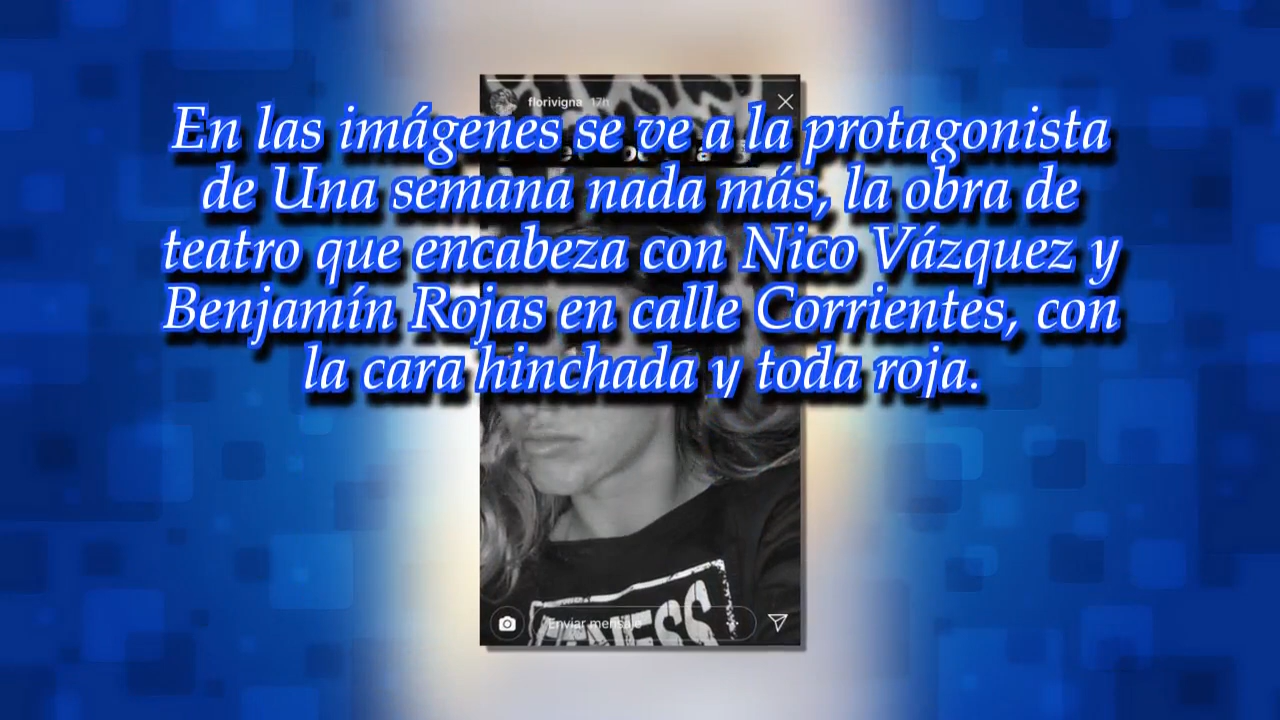 florivigna 17h
En las imágenes se ve a la protagonista
de Una semana nada más, la obra de
teatro que encabeza con Nico Vázquez y
Benjamín Rojas en calle Corrientes, con
la cara hinchada y toda roja.
Enviar mensaje